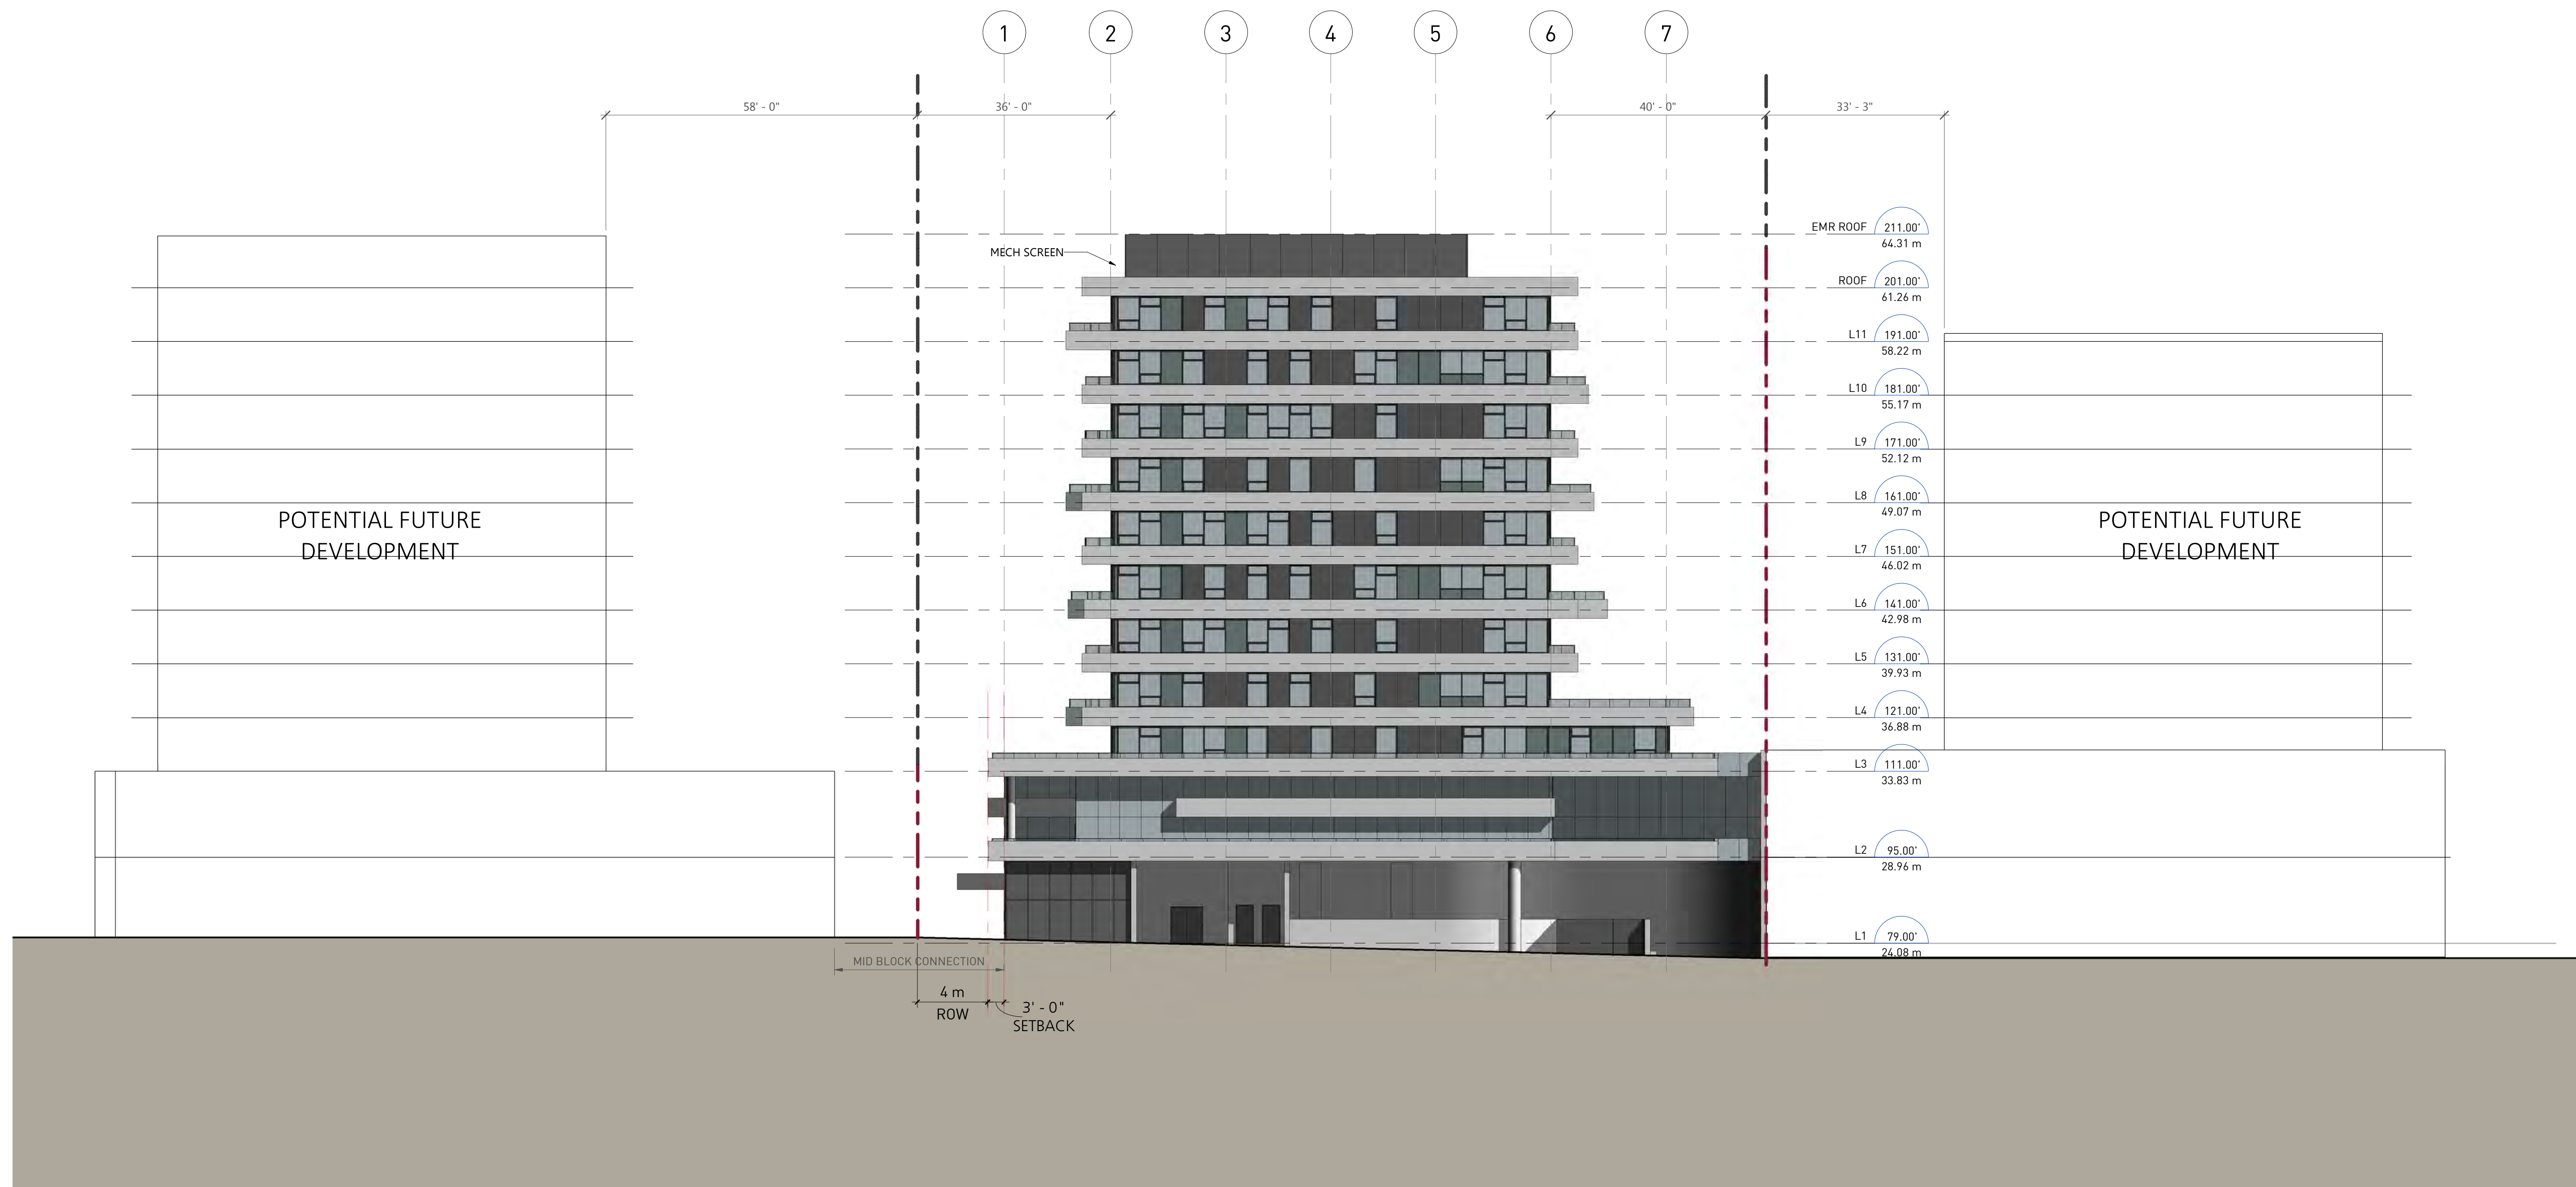 1 2 3 4 5 6 7
58' - 0" 36' - 0" 40' - 0" 33' - 3"
EMR ROOF 211.00'
64.31 m
MECH SCREEN
ROOF 201.00'
61.26 m
L11 191.00'
58.22 m
L10 181.00'
55.17 m
L9 171.00'
52.12 m
L8 161.00'
49.07 m
POTENTIAL FUTURE
DEVELOPMENT
POTENTIAL FUTURE
DEVELOPMENT
L7 151.00'
46.02 m
L6 141.00'
42.98 m
L5 131.00'
39.93 m
L4 121.00'
36.88 m
L3 111.00'
33.83 m
L2 95.00'
28.96 m
L1 79.00'
24.08 m
MID BLOCK CONNECTION
4 m
ROW
3' - 0"
SETBACK